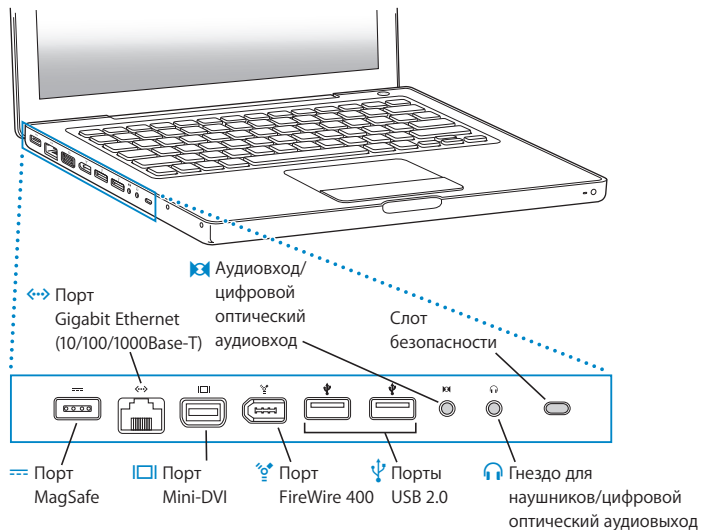 Аудиовход/
цифровой
оптический
аудиовход
Порт
Gigabit Ethernet
(10/100/1000Base-T)
Слот
безопасности
Порт
MagSafe
Порт
Mini-DVI
Порт
FireWire 400
Порты
USB 2.0
Гнездо для
наушников/цифровой
оптический аудиовыход